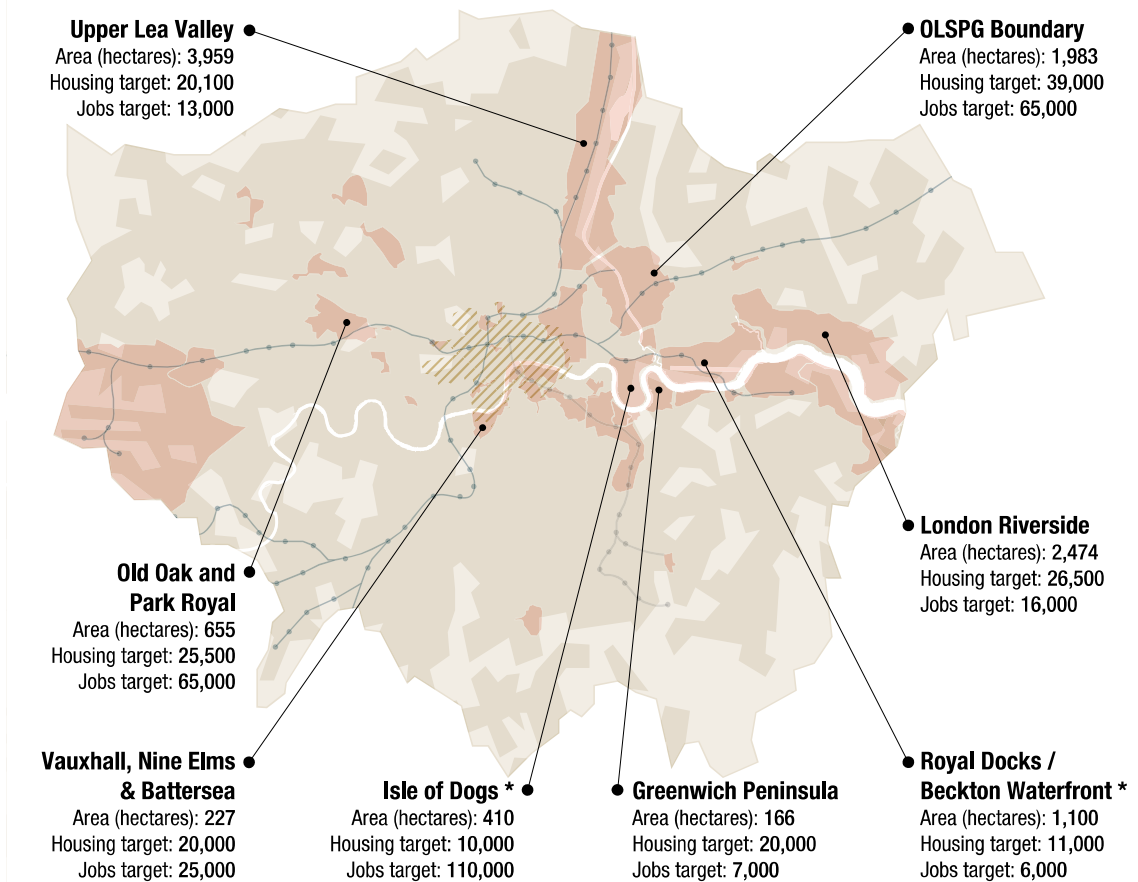 Upper Lea Valley
Area (hectares): 3,959
Housing target: 20,100
Jobs target: 13,000
OLSPG Boundary
Area (hectares): 1,983
Housing target: 39,000
Jobs target: 65,000
London Riverside
Area (hectares): 2,474
Housing target: 26,500
Jobs target: 16,000
Old Oak and
Park Royal
Area (hectares): 655
Housing target: 25,500
Jobs target: 65,000
Vauxhall, Nine Elms
& Battersea
Area (hectares): 227
Housing target: 20,000
Jobs target: 25,000
Isle of Dogs *
Area (hectares): 410
Housing target: 10,000
Jobs target: 110,000
Greenwich Peninsula
Area (hectares): 166
Housing target: 20,000
Jobs target: 7,000
Royal Docks /
Beckton Waterfront *
Area (hectares): 1,100
Housing target: 11,000
Jobs target: 6,000